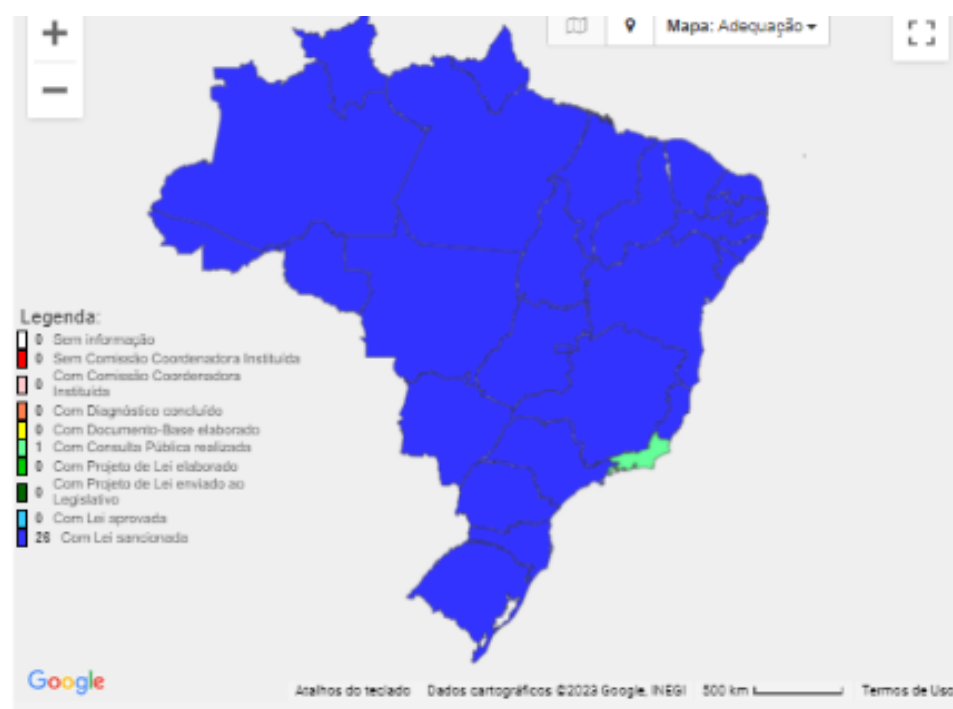 +
Mapa: Adequação
−
Legenda:
0 Sem informação
0 Sem Comissão Coordenadora Instituída
0 Com Comissão Coordenadora
Instituída
0 Com Diagnóstico concluído
0 Com Documento-Base elaborado
1 Com Consulta Pública realizada
0 Com Projeto de Lei elaborado
0 Com Projeto de Lei enviado ao
Legislativo
0 Com Lei aprovada
26 Com Lei sancionada
Google
Atalhos do teclado Dados cartográficos ©2023 Google, INEGI 500 km Termos de Uso